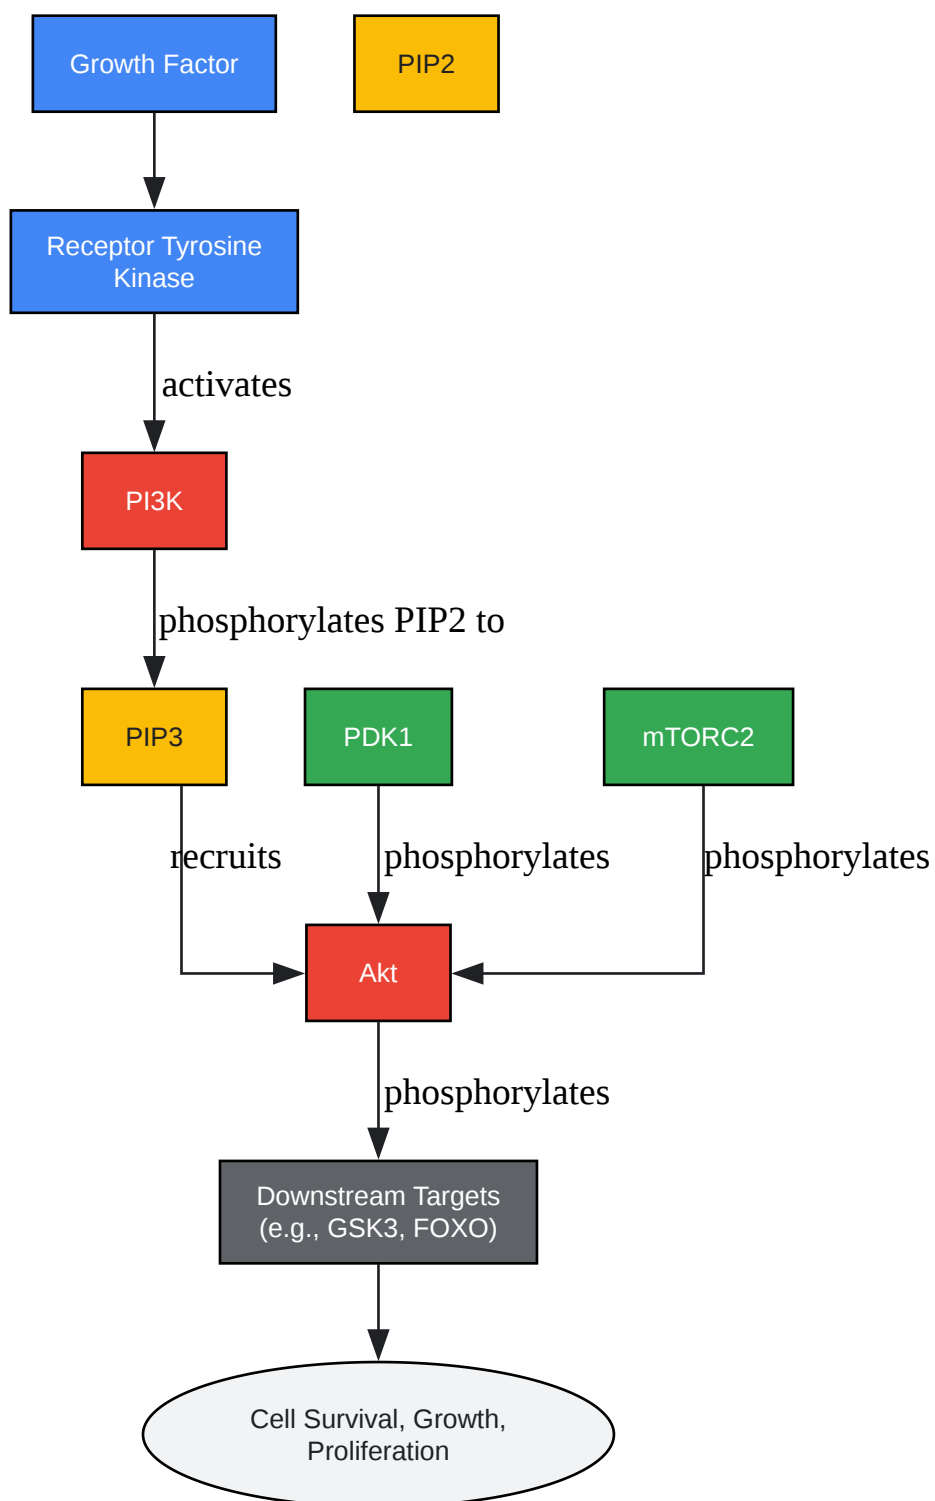 Growth Factor
PIP2
Receptor Tyrosine
Kinase
activates
PI3K
phosphorylates PIP2 to
PIP3
PDK1
mTORC2
recruits
phosphorylates
phosphorylates
Akt
phosphorylates
Downstream Targets
(e.g., GSK3, FOXO)
Cell Survival, Growth,
Proliferation